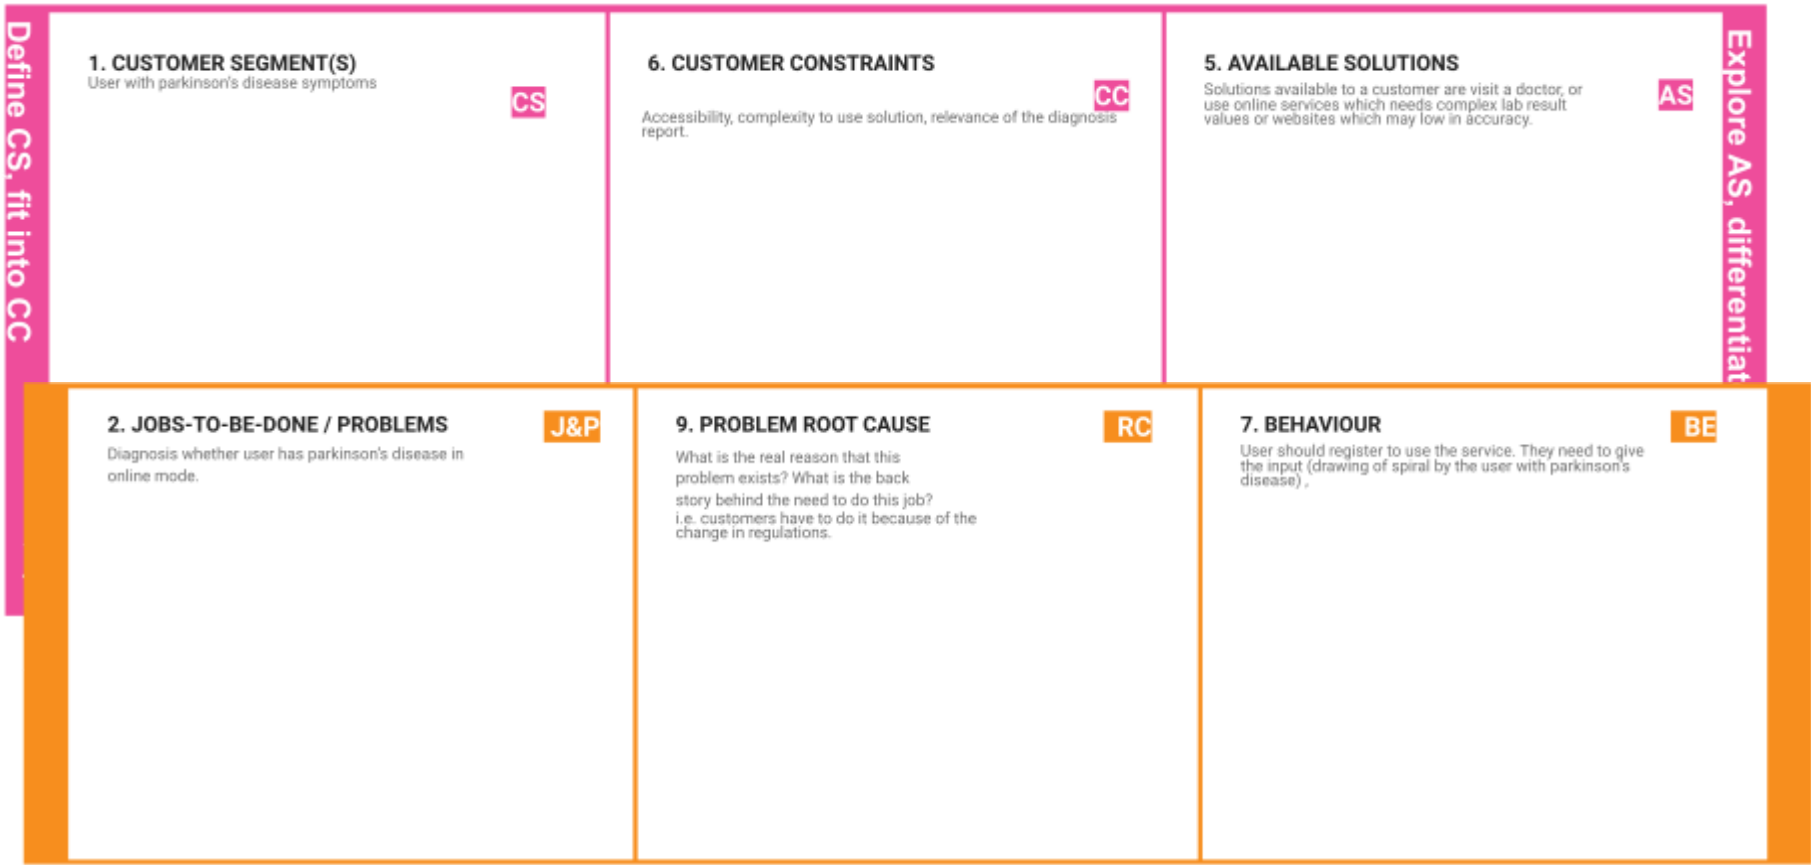 Define CS, fit into CC
1. CUSTOMER SEGMENT(S)
User with parkinson's disease symptoms
CS
6. CUSTOMER CONSTRAINTS
CC
Accessibility, complexity to use solution, relevance of the diagnosis
report.
5. AVAILABLE SOLUTIONS
Solutions available to a customer are visit a doctor, or
use online services which needs complex lab result
values or websites which may low in accuracy.
AS
Explore AS, differentiat
2. JOBS-TO-BE-DONE / PROBLEMS
J&P
Diagnosis whether user has parkinson's disease in
online mode.
9. PROBLEM ROOT CAUSE
RC
What is the real reason that this
problem exists? What is the back
story behind the need to do this job?
i.e. customers have to do it because of the
change in regulations.
7. BEHAVIOUR
BE
User should register to use the service. They need to give
the input (drawing of spiral by the user with parkinson's
disease) ,